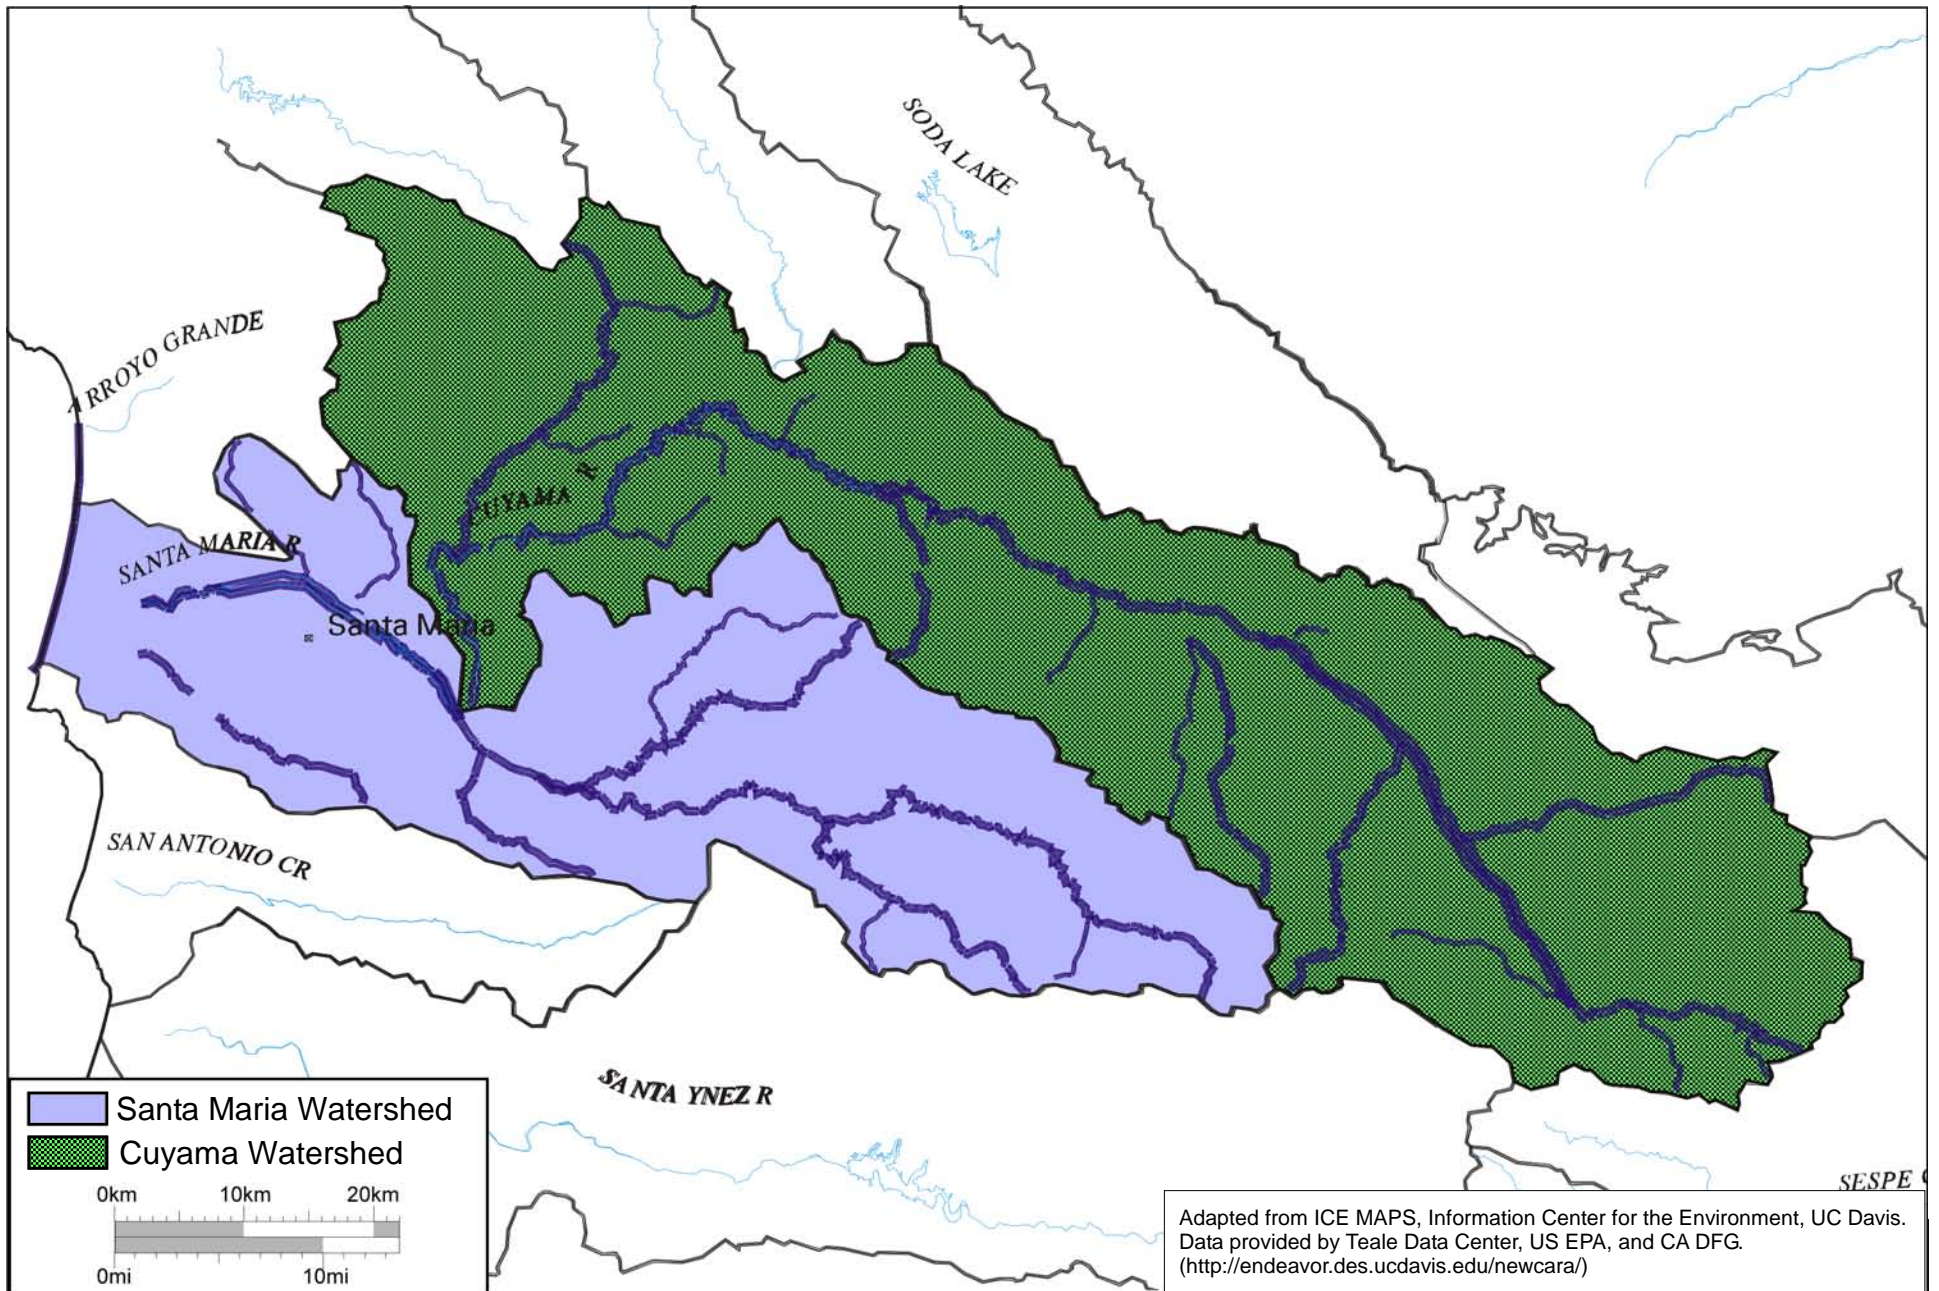 SODA LAKE
ARROYO GRANDE
CUYAMA R
SANTA MARIA R
Santa Maria
SAN ANTONIO CR
SANTA YNEZ R
SESPE
Santa Maria Watershed
Cuyama Watershed
0km 10km 20km
0mi 10mi
Adapted from ICE MAPS, Information Center for the Environment, UC Davis.
Data provided by Teale Data Center, US EPA, and CA DFG.
(http://endeavor.des.ucdavis.edu/newcara/)